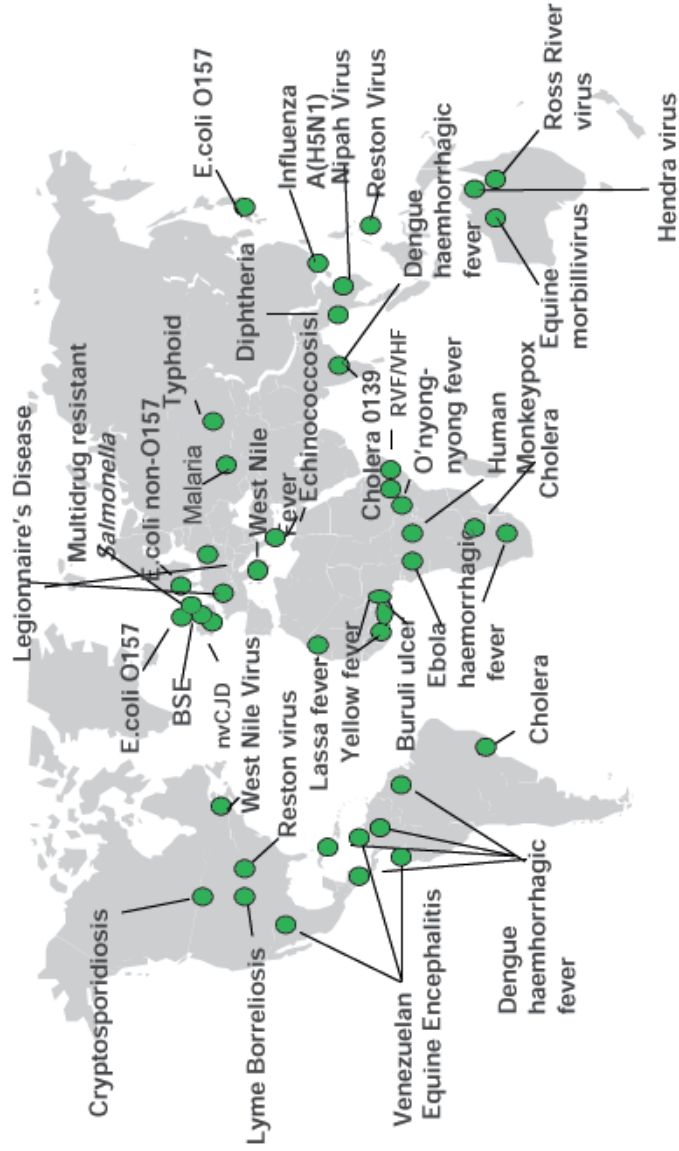 Legionnaire's Disease
Multidrug resistant
Salmonella
E.coli non-O157
Typhoid
Malaria
E.coli O157
BSE
nvCJD
West Nile
Fever
Echinococcosis
Diphtheria
E.coli O157
Influenza
A(H5N1)
Nipah Virus
Reston Virus
Dengue
haemhorrhagic
fever
Cryptosporidiosis
Lyme Borreliosis
West Nile Virus
Reston virus
Lassa fever
Yellow fever
Buruli ulcer
Ebola
haemorrhagic
fever
Cholera 0139
RVF/VHF
O'nyong-
nyong fever
Human
Monkeypox
Cholera
Equine
morbillivirus
Ross River
virus
Hendra virus
Venezuelan
Equine Encephalitis
Dengue
haemhorrhagic
fever
Cholera